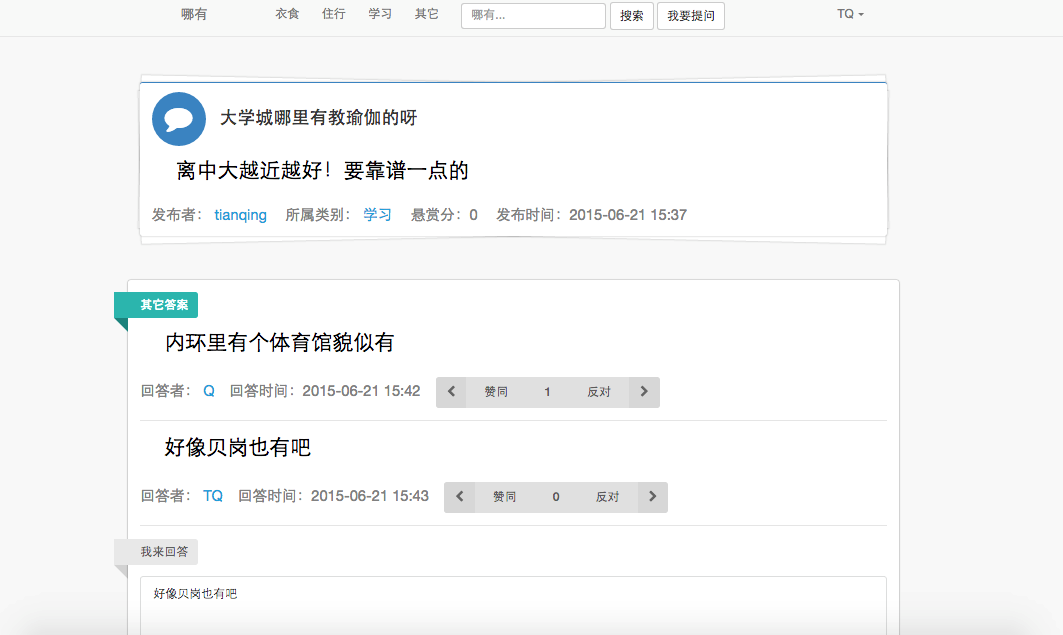 哪有 衣食 住行 学习 其它 哪有... 搜索 我要提问 TQ
大学城哪里有教瑜伽的呀
离中大越近越好！要靠谱一点的
发布者： tianqing 所属类别： 学习 悬赏分：0 发布时间：2015-06-21 15:37
其它答案
内环里有个体育馆貌似有
回答者： Q 回答时间：2015-06-21 15:42 赞同 1 反对
好像贝岗也有吧
回答者： TQ 回答时间：2015-06-21 15:43 赞同 0 反对
我来回答
好像贝岗也有吧